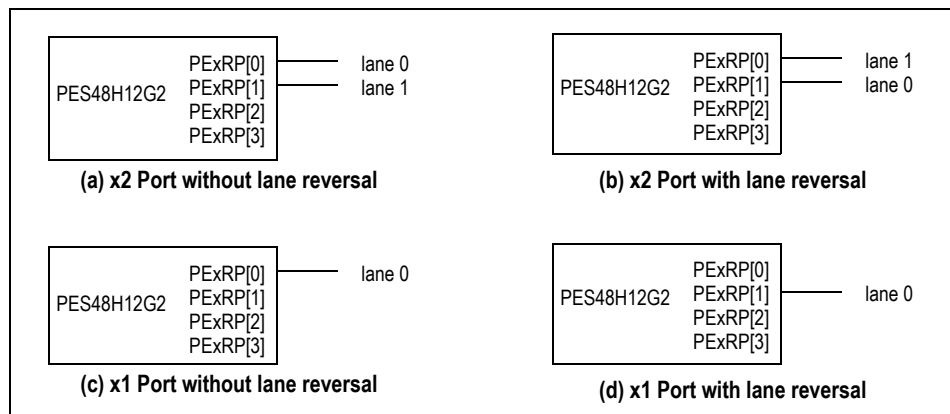 PES48H12G2
PExRP[0]
PExRP[1]
PExRP[2]
PExRP[3]
lane 0
lane 1
(a) x2 Port without lane reversal
PES48H12G2
PExRP[0]
PExRP[1]
PExRP[2]
PExRP[3]
lane 1
lane 0
(b) x2 Port with lane reversal
PES48H12G2
PExRP[0]
PExRP[1]
PExRP[2]
PExRP[3]
lane 0
(c) x1 Port without lane reversal
PES48H12G2
PExRP[0]
PExRP[1]
PExRP[2]
PExRP[3]
lane 0
(d) x1 Port with lane reversal